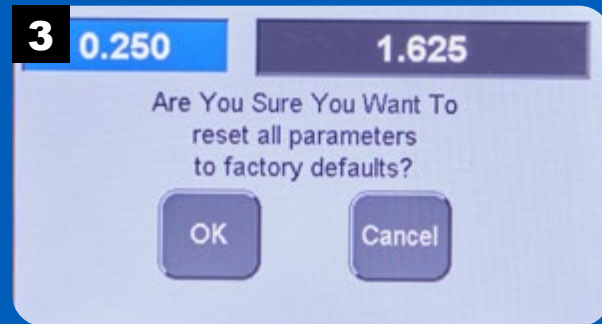 3
0.250 1.625
Are You Sure You Want To
reset all parameters
to factory defaults?
OK Cancel